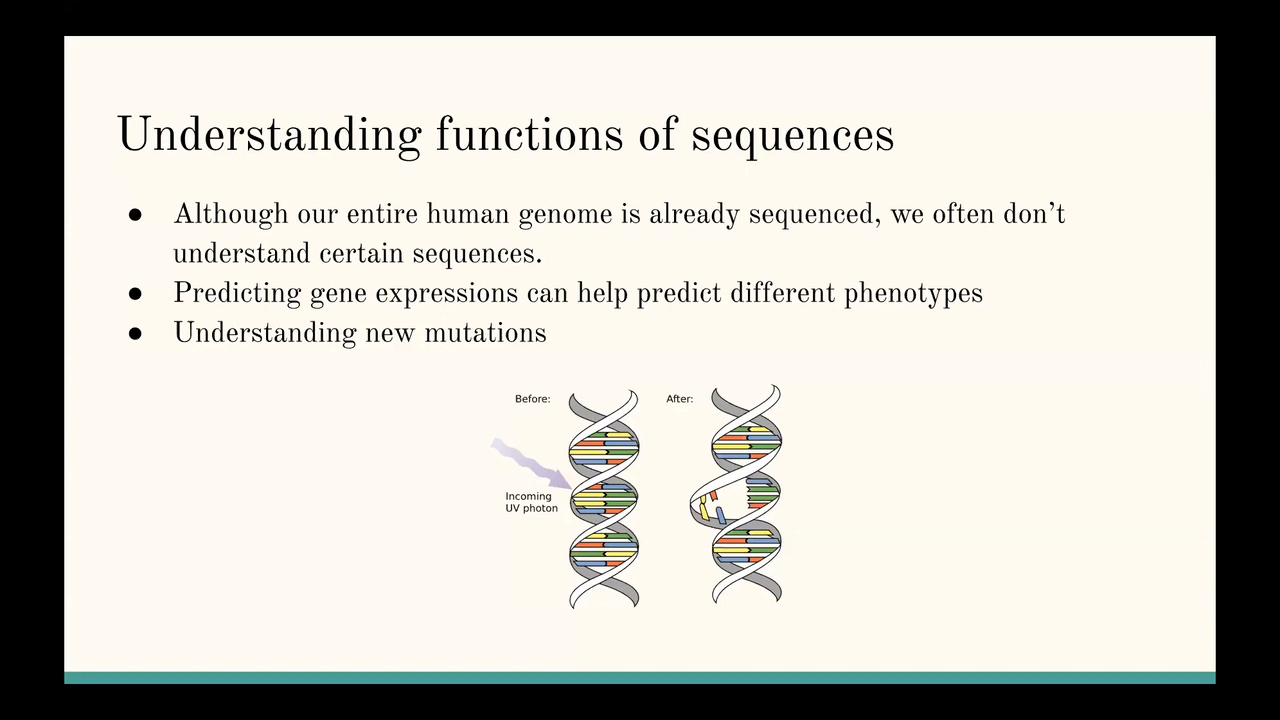 Understanding functions of sequences
● Although our entire human genome is already sequenced, we often don’t
understand certain sequences.
● Predicting gene expressions can help predict different phenotypes
● Understanding new mutations
Before:
After:
Incoming
UV photon